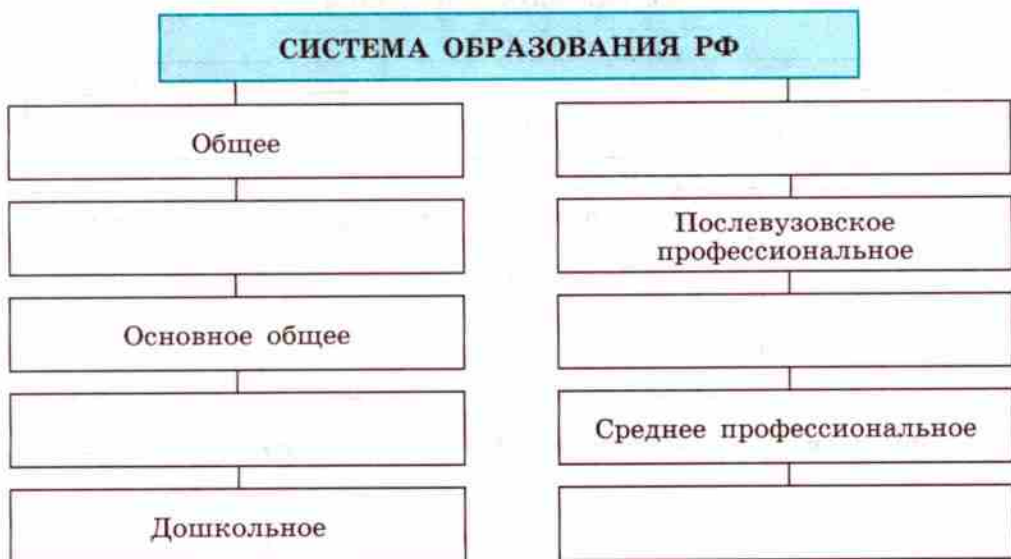 СИСТЕМА ОБРАЗОВАНИЯ РФ
Общее
Основное общее
Дошкольное
Послевузовское
профессиональное
Среднее профессиональное